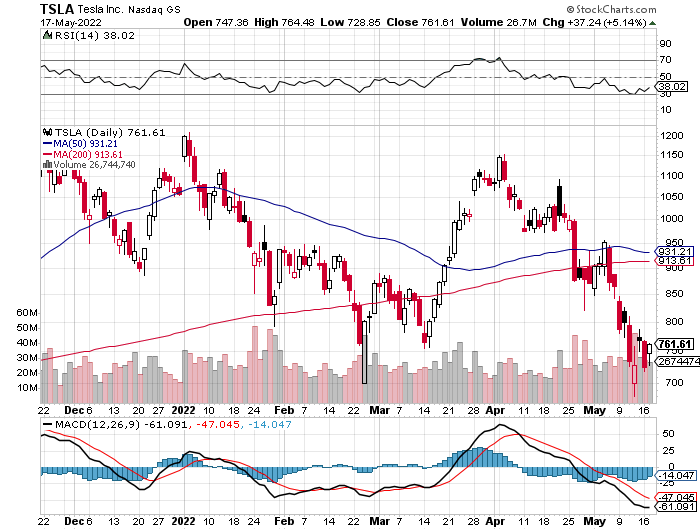 TSLA Tesla Inc. Nasdaq GS
© StockCharts.com
17-May-2022
Open 747.36 High 764.48 Low 728.85 Close 761.61 Volume 26.7M Chg +37.24 (+5.14%)
RSI(14) 38.02
90
70
50
38.02
30
10
TSLA (Daily) 761.61
MA(50) 931.21
MA(200) 913.61
Volume 26,744,740
1200
1150
1100
1050
1000
950
931.21
913.61
900
850
800
761.61
750
26744740
700
60M
50M
40M
30M
20M
10M
22 Dec 6 13 20 27 2022 10 18 24 Feb 7 14 22 Mar 7 14 21 28 Apr 11 18 25 May 9 16
MACD(12,26,9) -61.091, -47.045, -14.047
50
25
0
-14.047
-25
-47.045
-61.091
22 Dec 6 13 20 27 2022 10 18 24 Feb 7 14 22 Mar 7 14 21 28 Apr 11 18 25 May 9 16